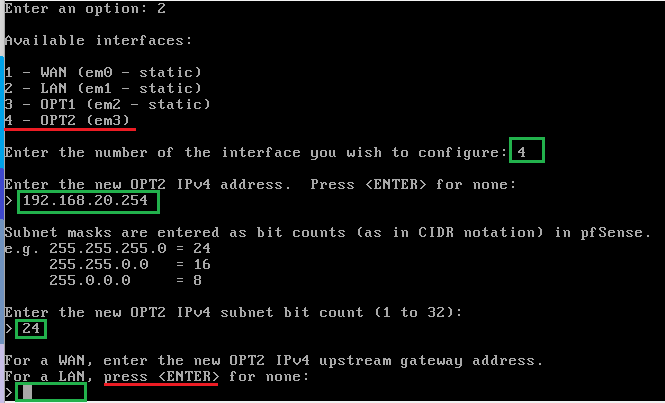 Enter an option: 2
Available interfaces:
1 - WAN (em0 - static)
2 - LAN (em1 - static)
3 - OPT1 (em2 - static)
4 - OPT2 (em3)
Enter the number of the interface you wish to configure: 4
Enter the new OPT2 IPv4 address.  Press <ENTER> for none:
> 192.168.20.254
Subnet masks are entered as bit counts (as in CIDR notation) in pfSense.
e.g. 255.255.255.0 = 24
     255.255.0.0   = 16
     255.0.0.0     = 8
Enter the new OPT2 IPv4 subnet bit count (1 to 32):
> 24
For a WAN, enter the new OPT2 IPv4 upstream gateway address.
For a LAN, press <ENTER> for none:
>